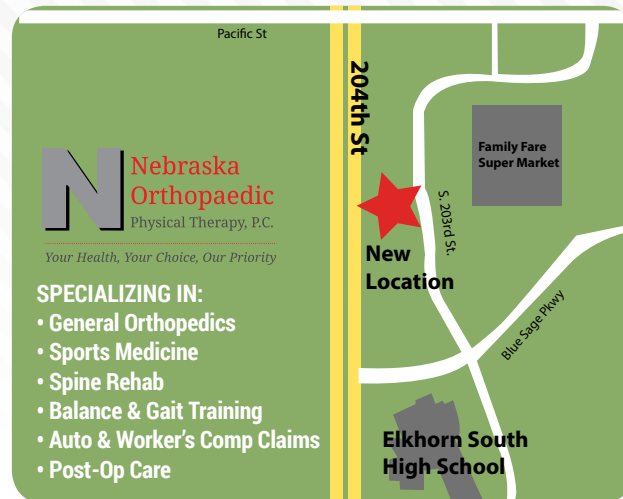 Pacific St
204th St
Family Fare
Super Market
N
Nebraska
Orthopaedic
Physical Therapy, P.C.
Your Health, Your Choice, Our Priority
S. 203rd St.
New
Location
SPECIALIZING IN:
• General Orthopedics
• Sports Medicine
• Spine Rehab
• Balance & Gait Training
• Auto & Worker's Comp Claims
• Post-Op Care
Blue Sage Pkwy
Elkhorn South
High School